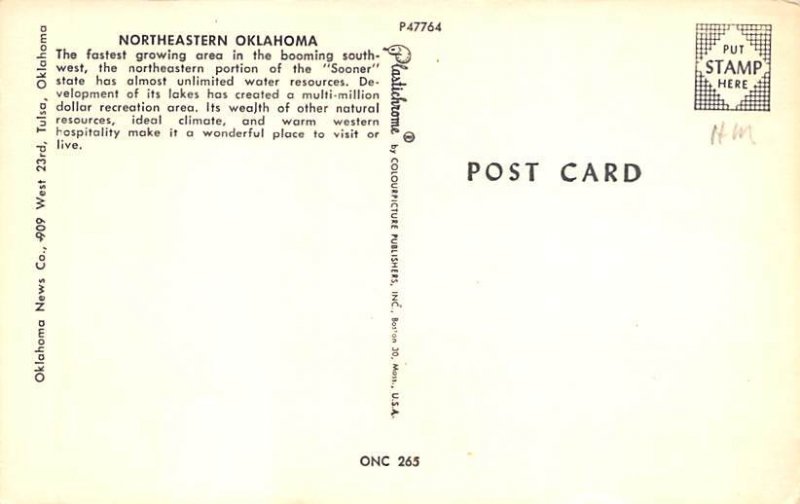 P47764
NORTHEASTERN OKLAHOMA
The fastest growing area in the booming south-
west, the northeastern portion of the "Sooner"
state has almost unlimited water resources. De-
velopment of its lakes has created a multi-million
dollar recreation area. Its wealth of other natural
resources, ideal climate, and warm western
hospitality make it a wonderful place to visit or
live.
Oklahoma News Co., 909 West 23rd, Tulsa, Oklahoma
Plastichrome ® by COLOURPICTURE PUBLISHERS, INC., Boston 30, Mass., U.S.A.
PUT
STAMP
HERE
HM
POST CARD
ONC 265